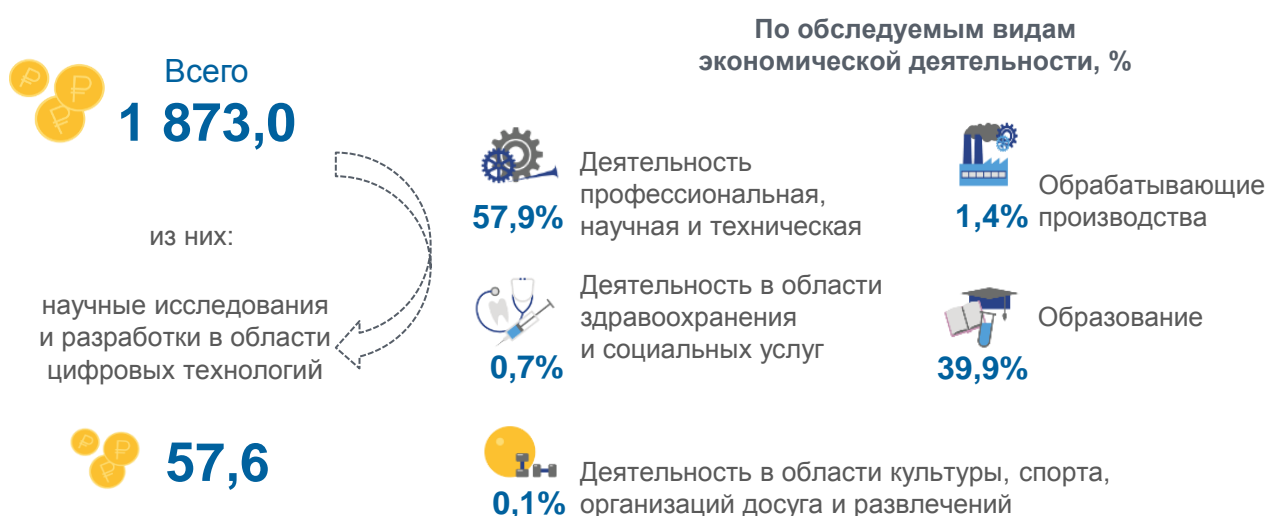 Всего
1 873,0
из них:
научные исследования
и разработки в области
цифровых технологий
57,6
По обследуемым видам
экономической деятельности, %
57,9%
Деятельность
профессиональная,
научная и техническая
1,4%
Обрабатывающие
производства
0,7%
Деятельность в области
здравоохранения
и социальных услуг
39,9%
Образование
0,1%
Деятельность в области культуры, спорта,
организаций досуга и развлечений